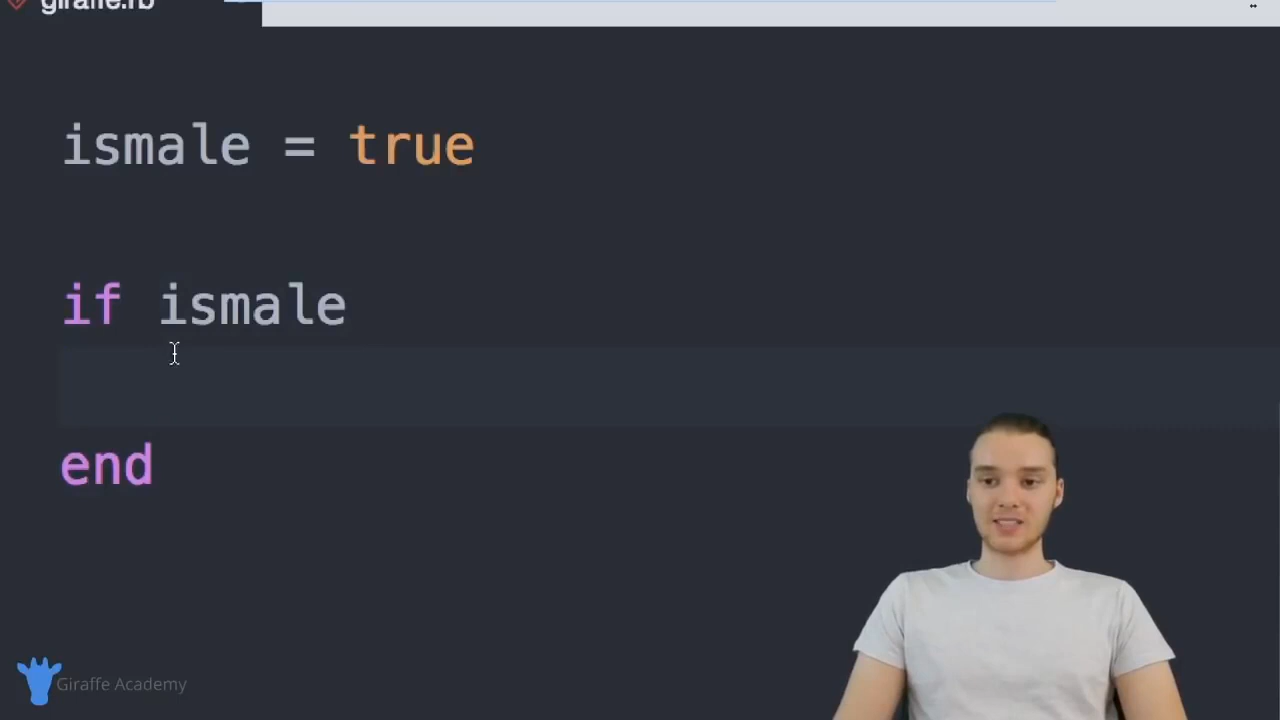 giraffe.rb
ismale = true
if ismale
end
Giraffe Academy